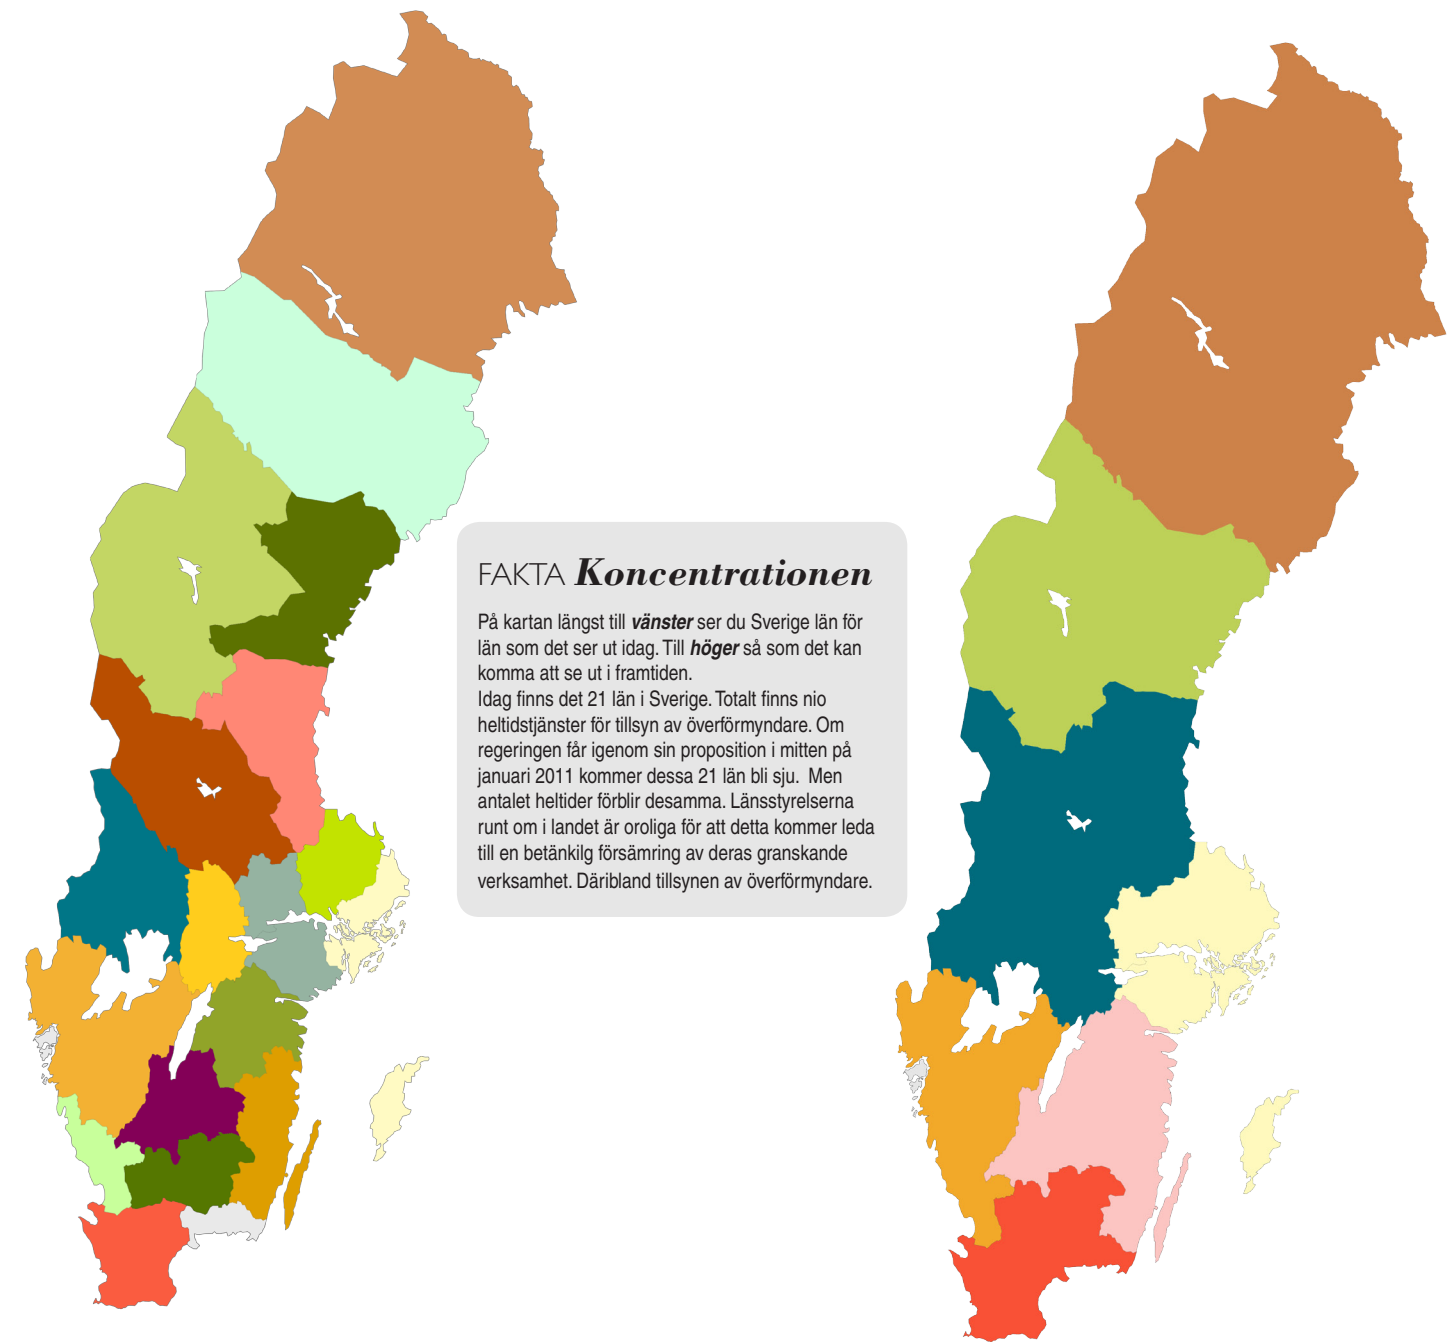 FAKTA Koncentrationen
På kartan längst till vänster ser du Sverige län för
län som det ser ut idag. Till höger så som det kan
komma att se ut i framtiden.
Idag finns det 21 län i Sverige. Totalt finns nio
heltidstjänster för tillsyn av överförmyndare. Om
regeringen får igenom sin proposition i mitten på
januari 2011 kommer dessa 21 län bli sju. Men
antalet heltider förblir desamma. Länsstyrelserna
runt om i landet är oroliga för att detta kommer leda
till en betänkilg försämring av deras granskande
verksamhet. Däribland tillsynen av överförmyndare.